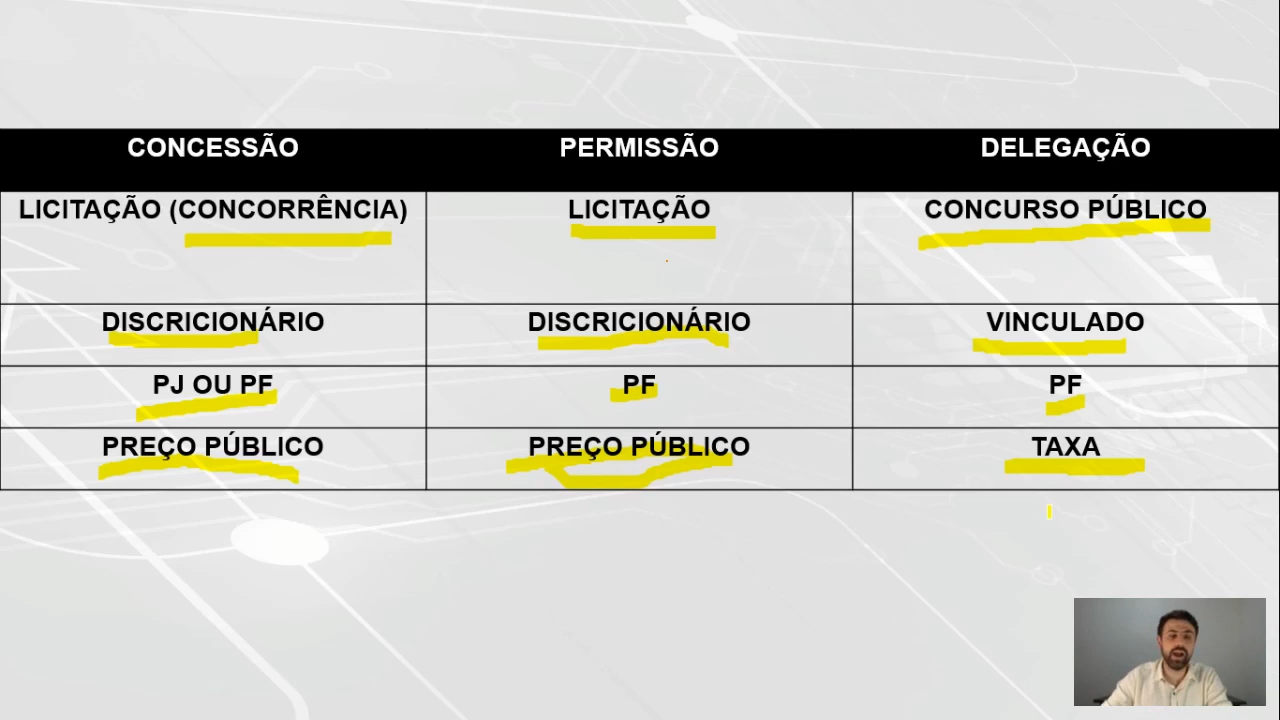 CONCESSÃO PERMISSÃO DELEGAÇÃO
LICITAÇÃO (CONCORRÊNCIA) LICITAÇÃO CONCURSO PÚBLICO
DISCRICIONÁRIO DISCRICIONÁRIO VINCULADO
PJ OU PF PF PF
PREÇO PÚBLICO PREÇO PÚBLICO TAXA